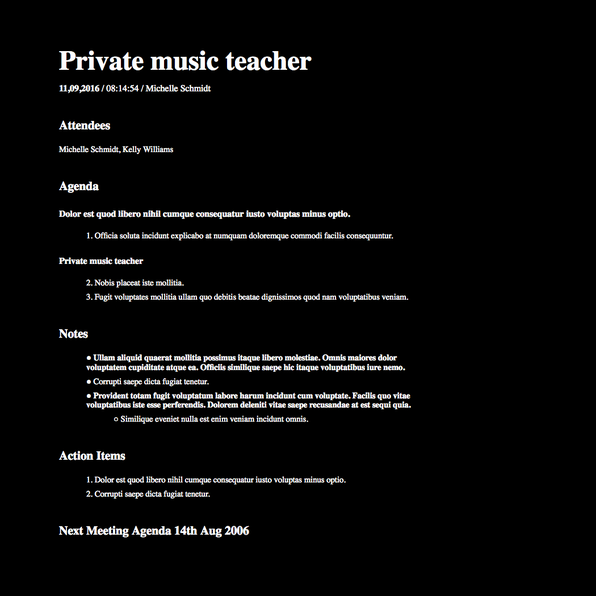 Private music teacher
11,09,2016 / 08:14:54 / Michelle Schmidt
Attendees
Michelle Schmidt, Kelly Williams
Agenda
Dolor est quod libero nihil cumque consequatur iusto voluptas minus optio.
1. Officia soluta incidunt explicabo at numquam doloremque commodi facilis consequuntur.
Private music teacher
2. Nobis placeat iste mollitia.
3. Fugit voluptates mollitia ullam quo debitis beatae dignissimos quod nam voluptatibus veniam.
Notes
● Ullam aliquid quaerat mollitia possimus itaque libero molestiae. Omnis maiores dolor
voluptatem cupiditate atque ea. Officiis similique saepe hic itaque voluptatibus iure nemo.
● Corrupti saepe dicta fugiat tenetur.
● Provident totam fugit voluptatum labore harum incidunt cum voluptate. Facilis quo vitae
voluptatibus iste esse perferendis. Dolorem deleniti vitae saepe recusandae at est sequi quia.
○ Similique eveniet nulla est enim veniam incidunt omnis.
Action Items
1. Dolor est quod libero nihil cumque consequatur iusto voluptas minus optio.
2. Corrupti saepe dicta fugiat tenetur.
Next Meeting Agenda 14th Aug 2006